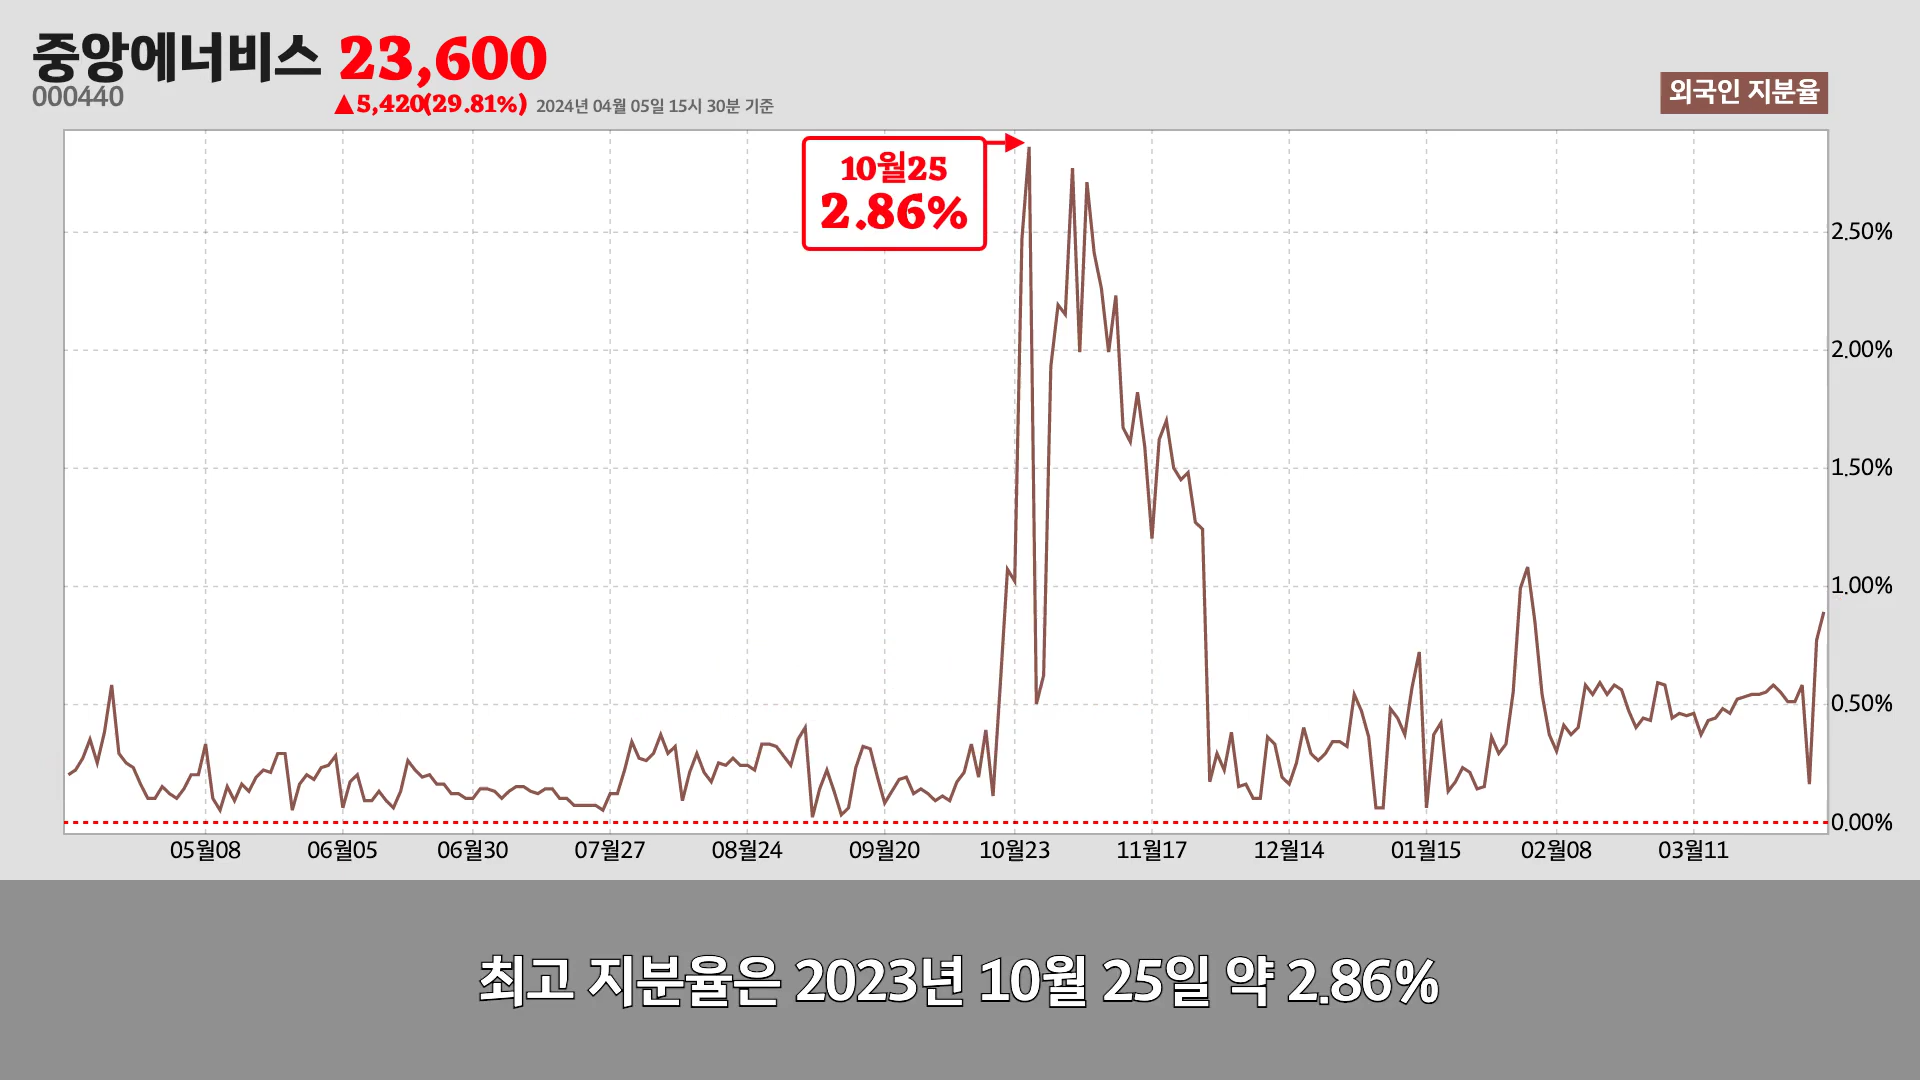 중앙에너비스 23,600
000440
▲5,420(29.81%) 2024년 04월 05일 15시 30분 기준
외국인 지분율
10월25
2.86%
2.50%
2.00%
1.50%
1.00%
0.50%
0.00%
05월08 06월05 06월30 07월27 08월24 09월20 10월23 11월17 12월14 01월15 02월08 03월11
최고 지분율은 2023년 10월 25일 약 2.86%